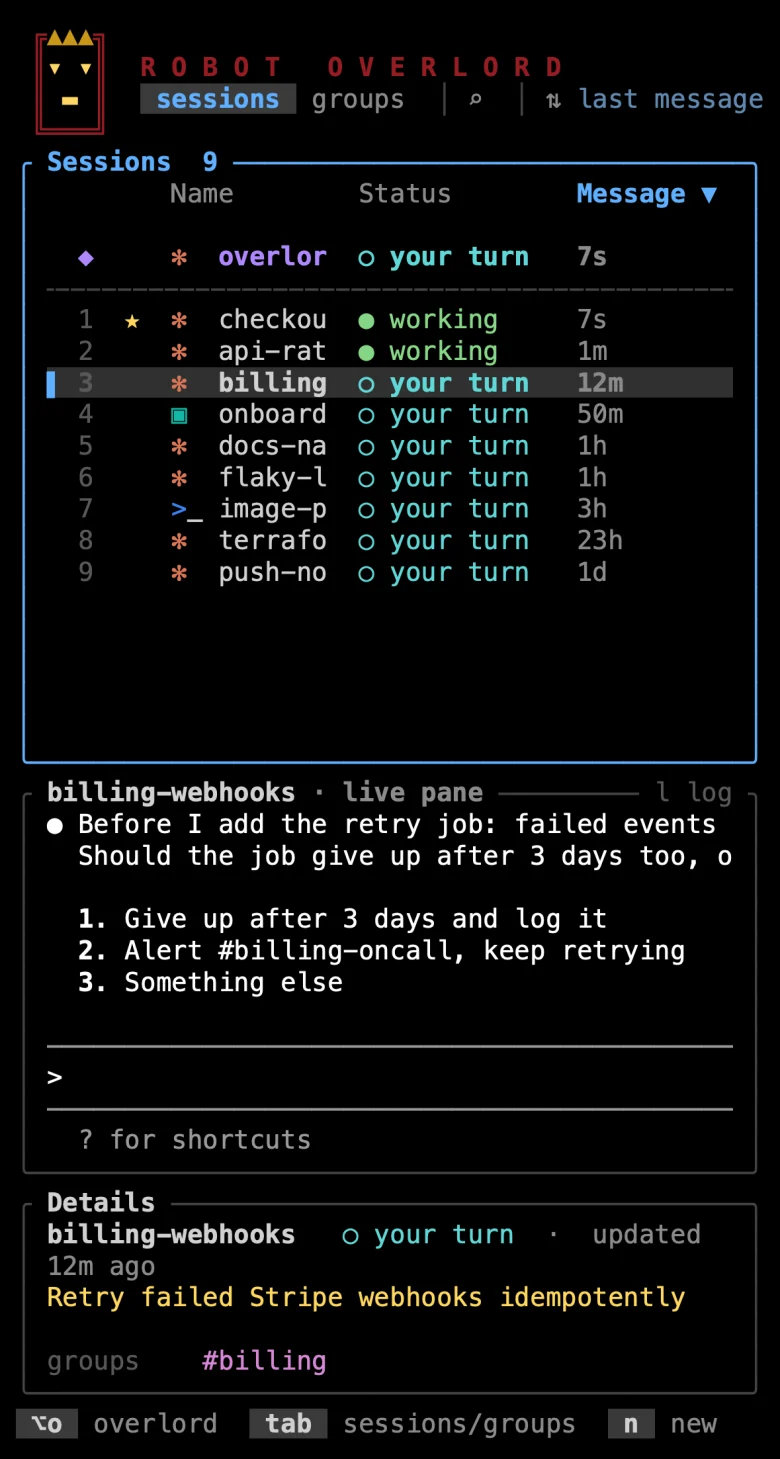 ROBOT OVERLORD
sessions groups │ ⌕ │ ⇅ last message
Sessions 9
Name Status Message ▼
◆ ✻ overlor ○ your turn 7s
1 ★ ✻ checkou ● working 7s
2 ✻ api-rat ● working 1m
3 ✻ billing ○ your turn 12m
4 ▣ onboard ○ your turn 50m
5 ✻ docs-na ○ your turn 1h
6 ✻ flaky-l ○ your turn 1h
7 >_ image-p ○ your turn 3h
8 ✻ terrafo ○ your turn 23h
9 ✻ push-no ○ your turn 1d
billing-webhooks · live pane l log
● Before I add the retry job: failed events
Should the job give up after 3 days too, o
1. Give up after 3 days and log it
2. Alert #billing-oncall, keep retrying
3. Something else
>
? for shortcuts
Details
billing-webhooks ○ your turn · updated
12m ago
Retry failed Stripe webhooks idempotently
groups #billing
⌥o overlord tab sessions/groups n new